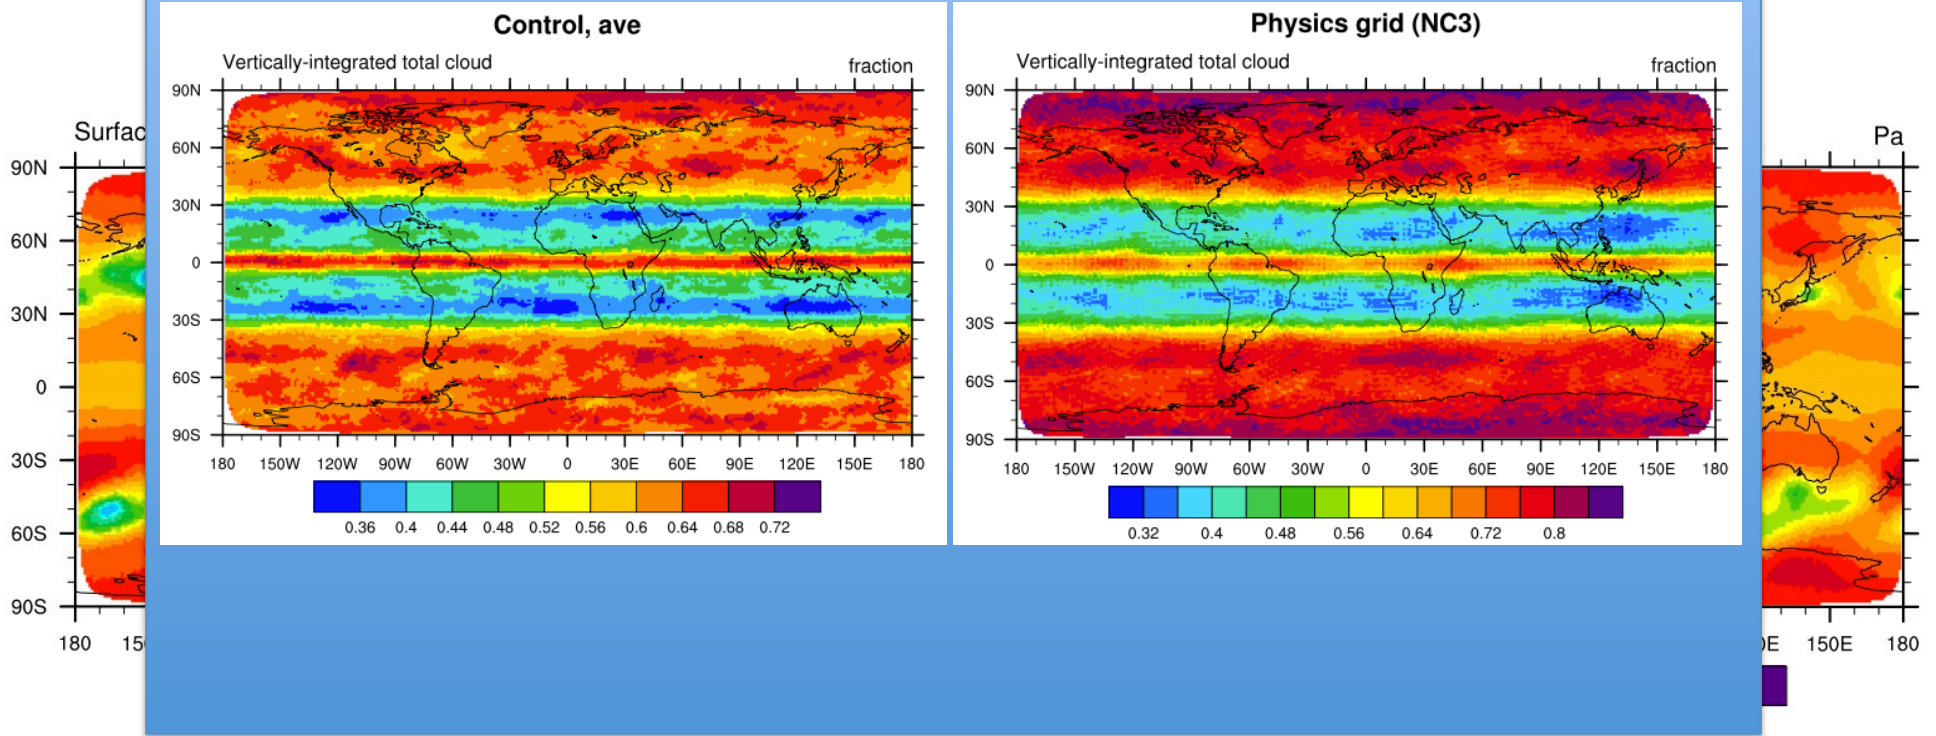 Control, ave
Vertically-integrated total cloud fraction
90N
60N
30N
0
30S
60S
90S
180 150W 120W 90W 60W 30W 0 30E 60E 90E 120E 150E 180
0.36 0.4 0.44 0.48 0.52 0.56 0.6 0.64 0.68 0.72
Physics grid (NC3)
Vertically-integrated total cloud fraction
90N
60N
30N
0
30S
60S
90S
180 150W 120W 90W 60W 30W 0 30E 60E 90E 120E 150E 180
0.32 0.4 0.48 0.56 0.64 0.72 0.8
Surfac
90N
60N
30N
0
30S
60S
90S
180 15
Pa
0E 150E 180